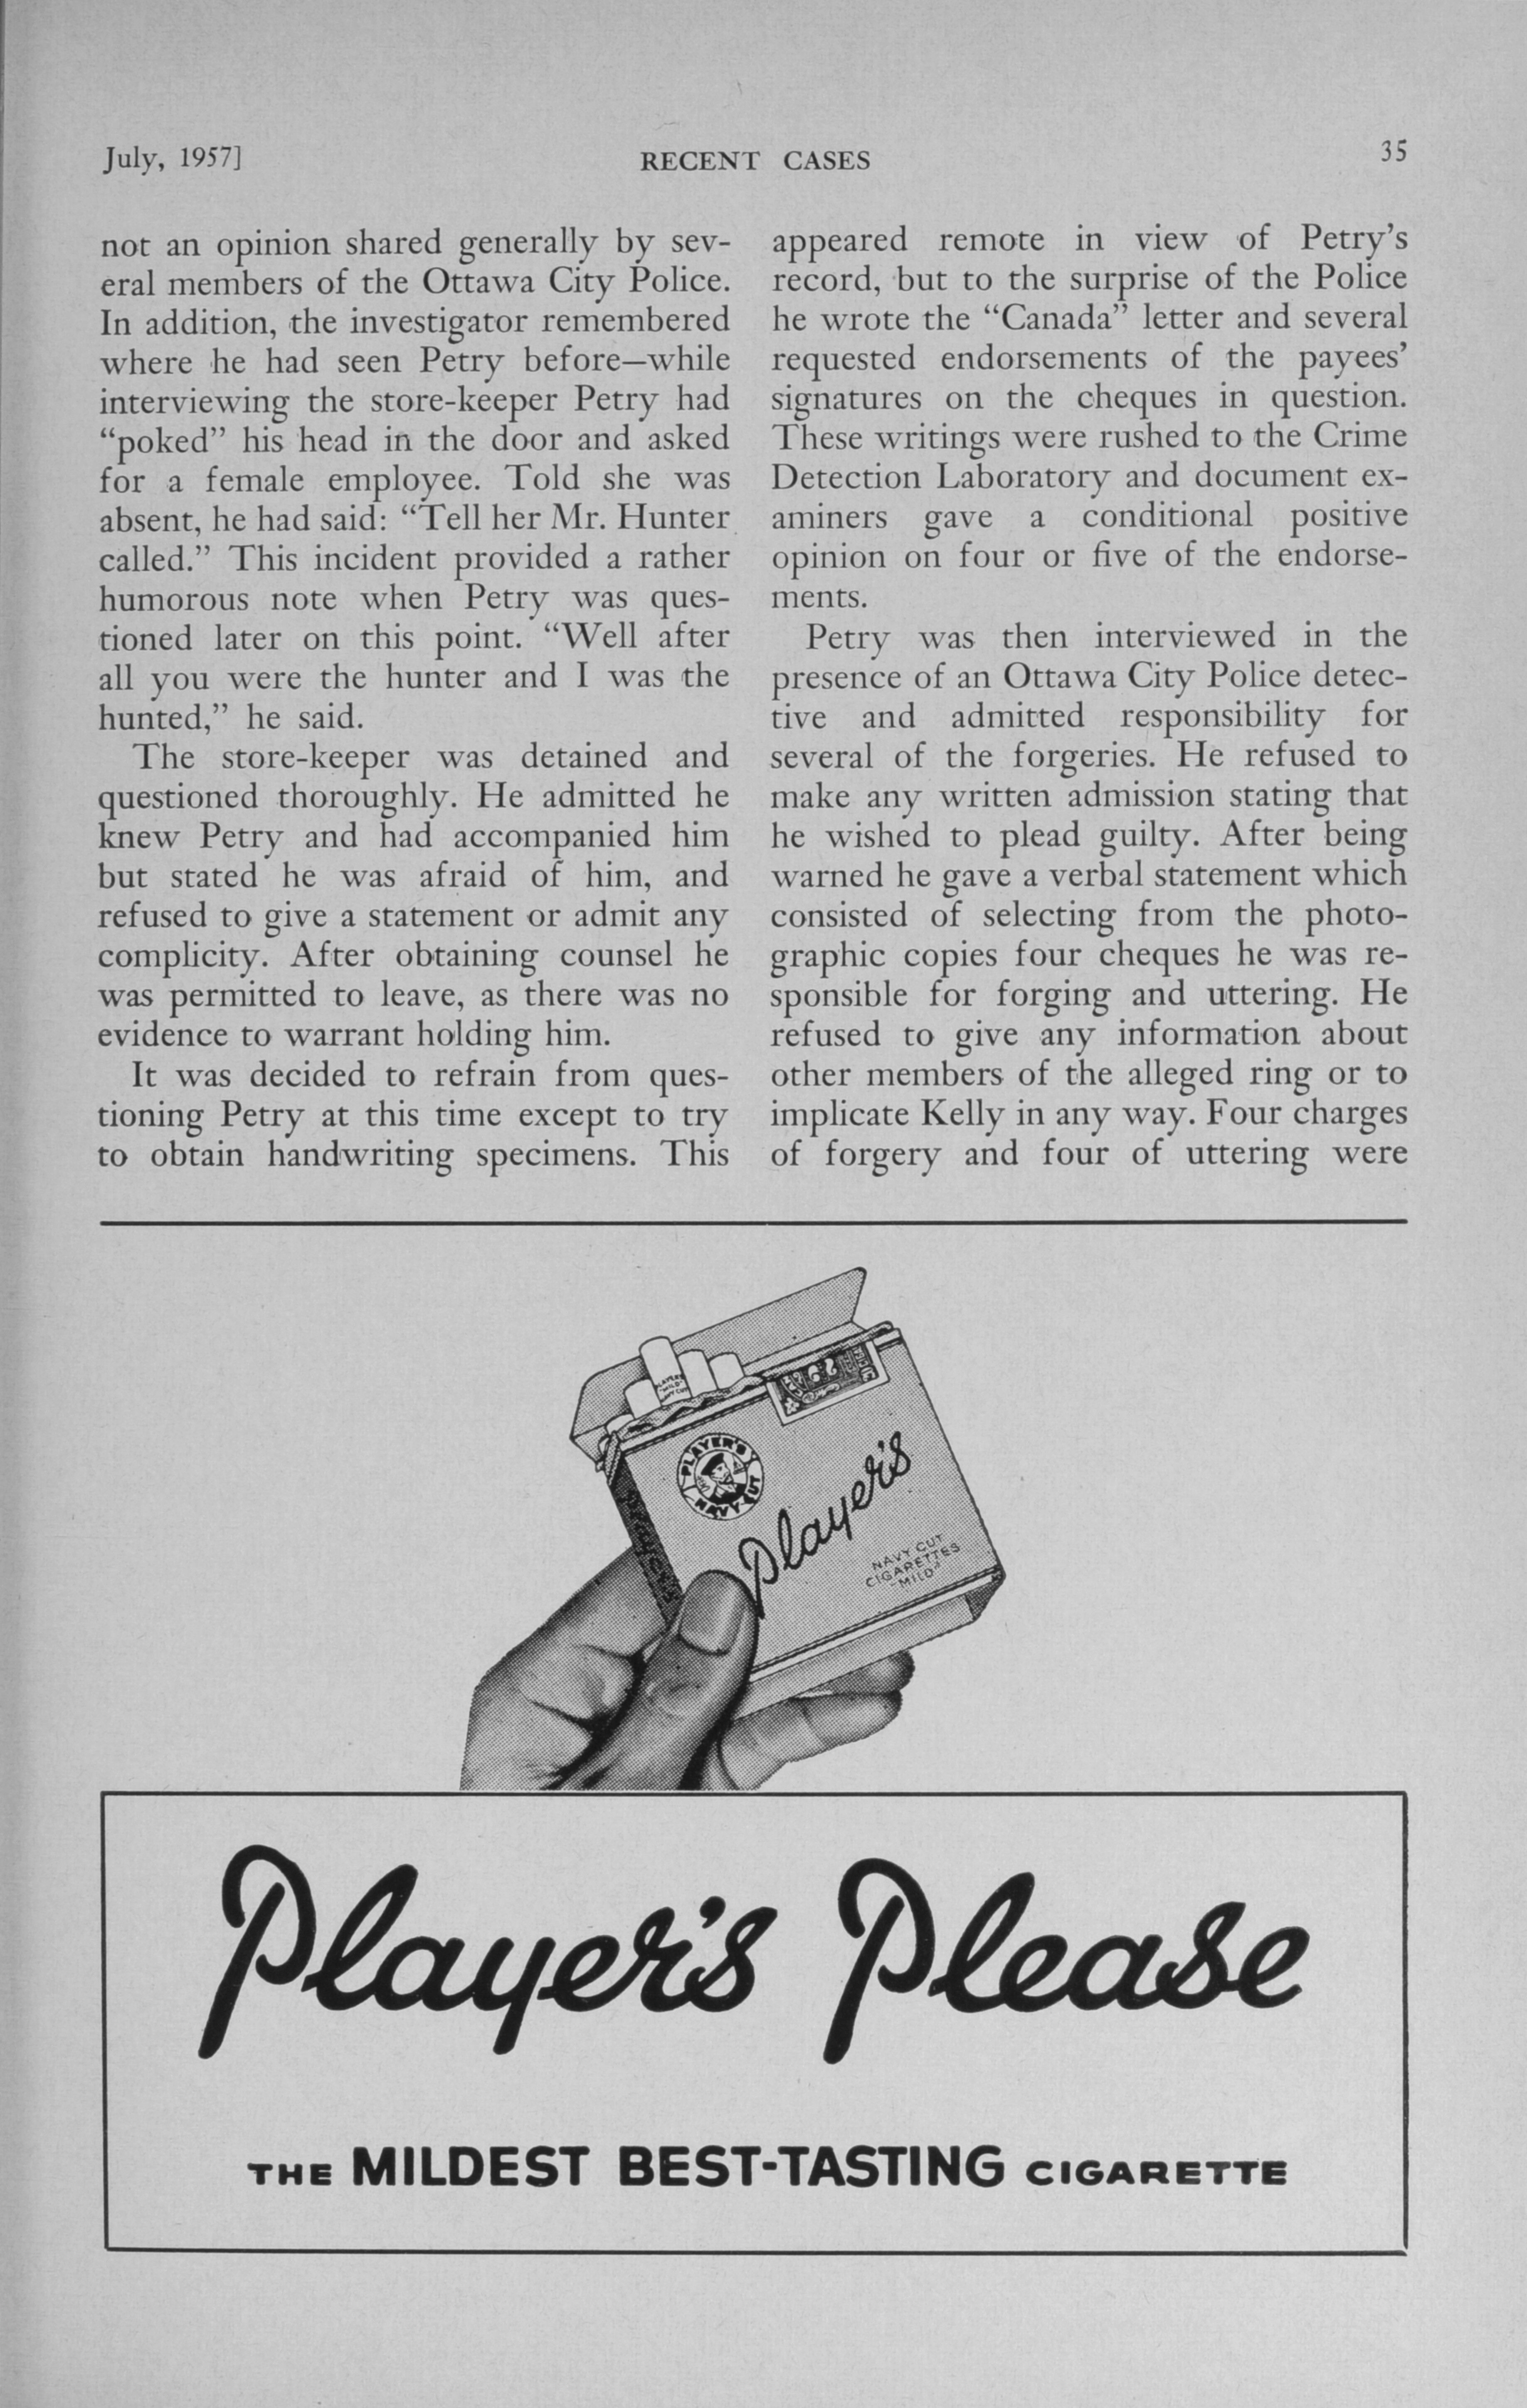 July, 1957]
RECENT CASES
35
not an opinion shared generally by sev-
eral members of the Ottawa City Police.
In addition, the investigator remembered
where he had seen Petry before—while
interviewing the store-keeper Petry had
“poked” his head in the door and asked
for a female employee. Told she was
absent, he had said: “Tell her Mr. Hunter
called.” This incident provided a rather
humorous note when Petry was ques-
tioned later on this point. “Well after
all you were the hunter and I was the
hunted,” he said.
The store-keeper was detained and
questioned thoroughly. He admitted he
knew Petry and had accompanied him
but stated he was afraid of him, and
refused to give a statement or admit any
complicity. After obtaining counsel he
was permitted to leave, as there was no
evidence to warrant holding him.
It was decided to refrain from ques-
tioning Petry at this time except to try
to obtain handwriting specimens. This
appeared remote in view of Petry’s
record, but to the surprise of the Police
he wrote the “Canada” letter and several
requested endorsements of the payees’
signatures on the cheques in question.
These writings were rushed to the Crime
Detection Laboratory and document ex-
aminers gave a conditional positive
opinion on four or five of the endorse-
ments.
Petry was then interviewed in the
presence of an Ottawa City Police detec-
tive and admitted responsibility for
several of the forgeries. He refused to
make any written admission stating that
he wished to plead guilty. After being
warned he gave a verbal statement which
consisted of selecting from the photo-
graphic copies four cheques he was re-
sponsible for forging and uttering. He
refused to give any information about
other members of the alleged ring or to
implicate Kelly in any way. Four charges
of forgery and four of uttering were
PLAYER'S
NAVY CUT
Player's
Player's
NAVY CUT
CIGARETTES
"MILD"
Player's Please
THE MILDEST BEST-TASTING CIGARETTE